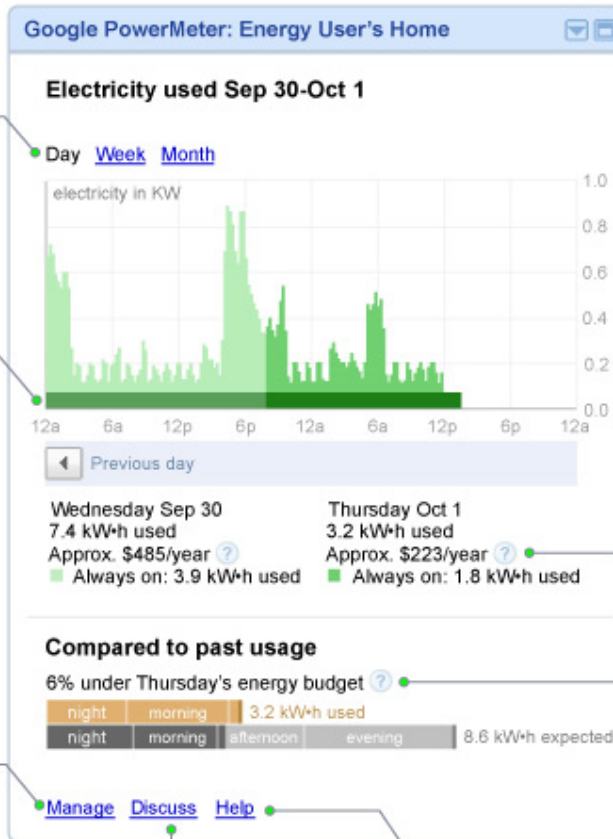 Google PowerMeter: Energy User's Home
Electricity used Sep 30-Oct 1
Day Week Month
electricity in KW
1.0
0.8
0.6
0.4
0.2
0.0
12a 6a 12p 6p 12a 6a 12p 6p 12a
Previous day
Wednesday Sep 30
7.4 kW•h used
Approx. $485/year ?
Always on: 3.9 kW•h used
Thursday Oct 1
3.2 kW•h used
Approx. $223/year ?
Always on: 1.8 kW•h used
Compared to past usage
6% under Thursday's energy budget ?
night morning 3.2 kW•h used
night morning afternoon evening 8.6 kW•h expected
Manage Discuss Help